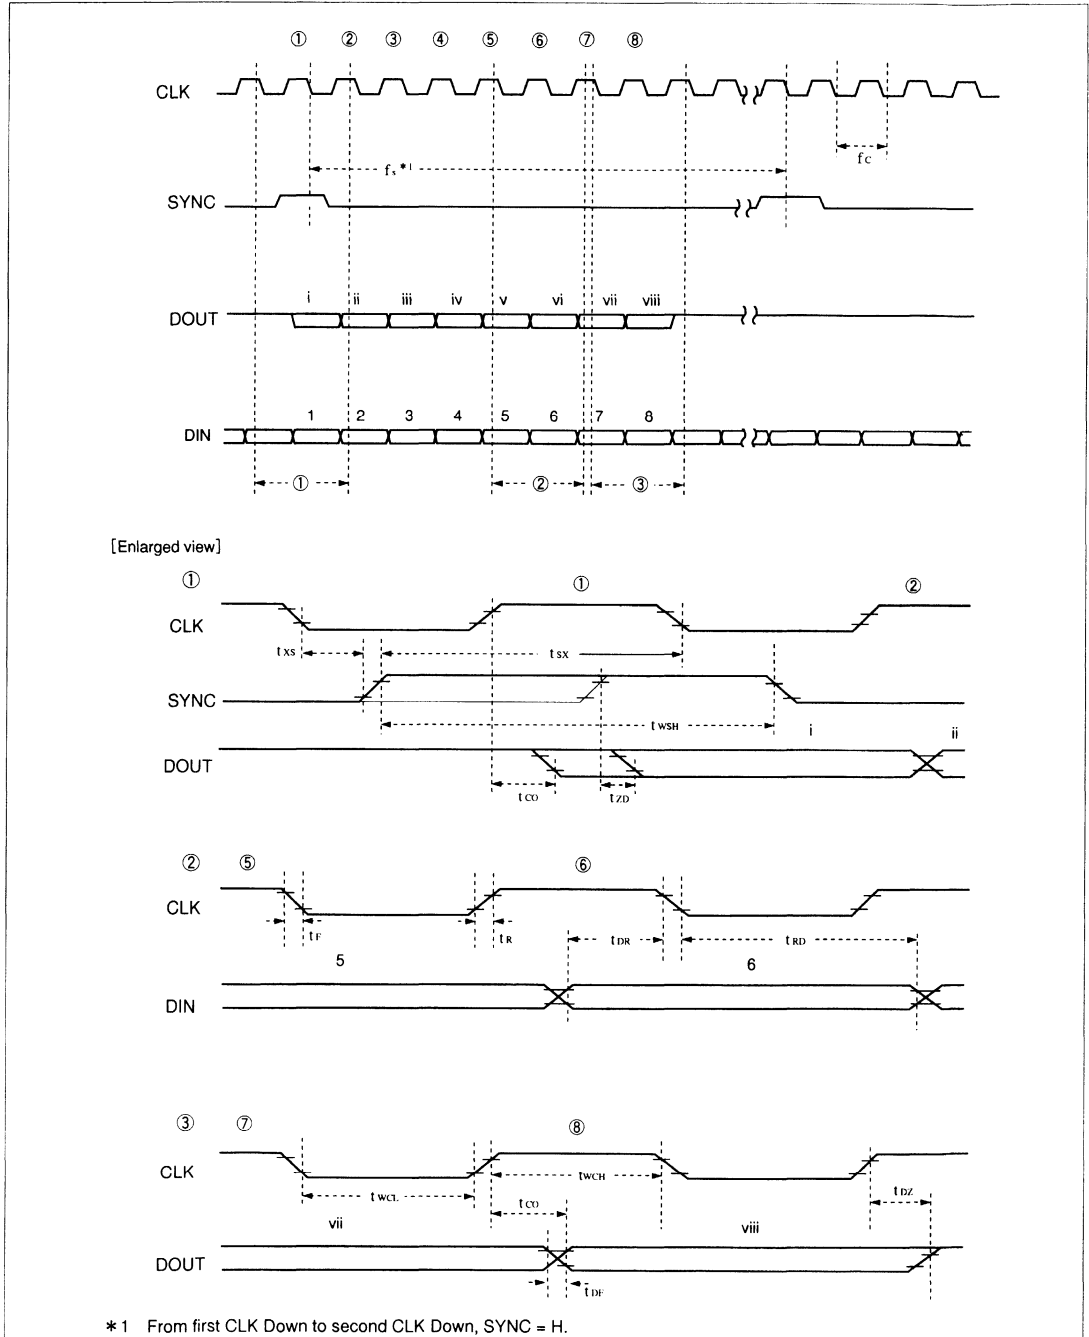 ① ② ③ ④ ⑤ ⑥ ⑦ ⑧
CLK
fs*1
fc
SYNC
i ii iii iv v vi vii viii
DOUT
1 2 3 4 5 6 7 8
DIN
① ② ③
[Enlarged view]
① ① ②
CLK
tXS tSX
SYNC
tWSH
i ii
DOUT
tCO tZD
② ⑤ ⑥
CLK
tF tR tDR tRD
5 6
DIN
③ ⑦ ⑧
CLK
tWCL tWCH tDZ
tCO
vii viii
DOUT
tDF
*1 From first CLK Down to second CLK Down, SYNC = H.